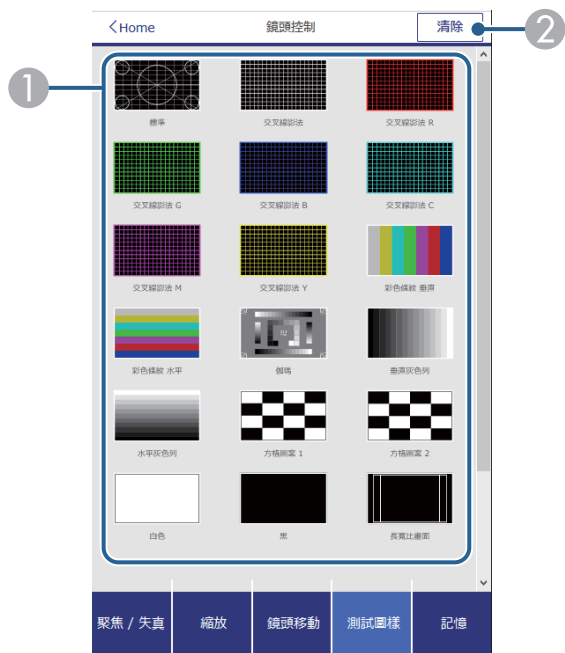 <Home
鏡頭控制
清除
1
2
標準
交叉線影法
交叉線影法 R
交叉線影法 G
交叉線影法 B
交叉線影法 C
交叉線影法 M
交叉線影法 Y
彩色條紋 垂直
彩色條紋 水平
伽瑪
垂直灰色列
水平灰色列
方格圖案 1
方格圖案 2
白色
黑
長寬比畫面
聚焦 / 失真
縮放
鏡頭移動
測試圖樣
記憶